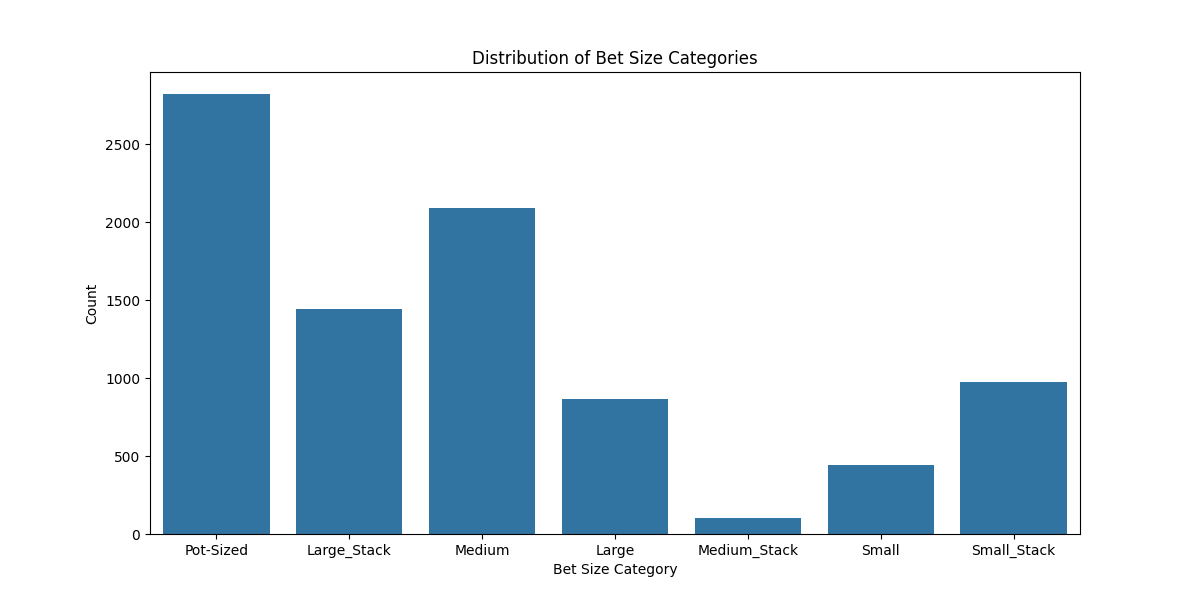 Distribution of Bet Size Categories
Count
2500
2000
1500
1000
500
0
Pot-Sized Large_Stack Medium Large Medium_Stack Small Small_Stack
Bet Size Category